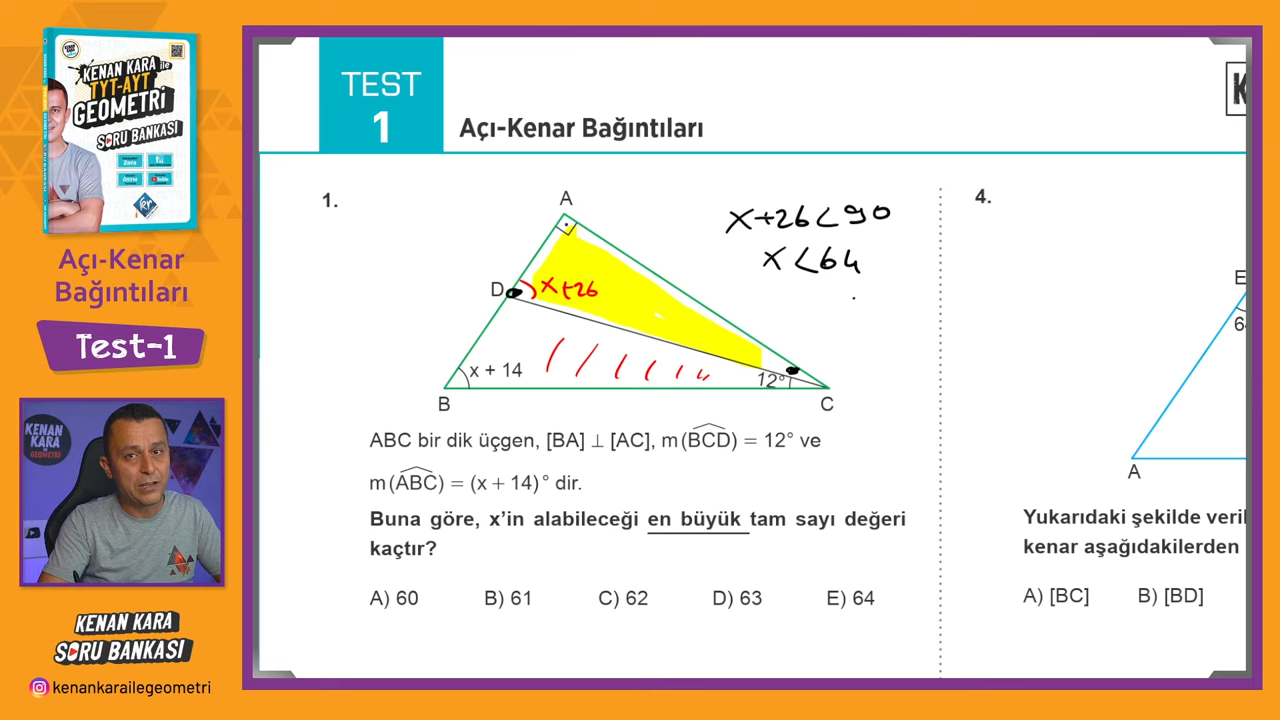 KENAN KARA ile
TYT-AYT
GEOMETRİ
SORU BANKASI
Açı-Kenar
Bağıntıları
Test-1
KENAN
KARA
GEOMETRİ
KENAN KARA
SORU BANKASI
kenankarailegeometri
TEST
1
Açı-Kenar Bağıntıları
K
1.
A
D
x+26
x + 14
12°
B
C
x+26<90
x<64
ABC bir dik üçgen, [BA] ⊥ [AC], m(BCD) = 12° ve
m(ABC) = (x + 14)° dir.
Buna göre, x'in alabileceği en büyük tam sayı değeri
kaçtır?
A) 60 B) 61 C) 62 D) 63 E) 64
4.
E
6
A
Yukarıdaki şekilde veril
kenar aşağıdakilerden
A) [BC] B) [BD]